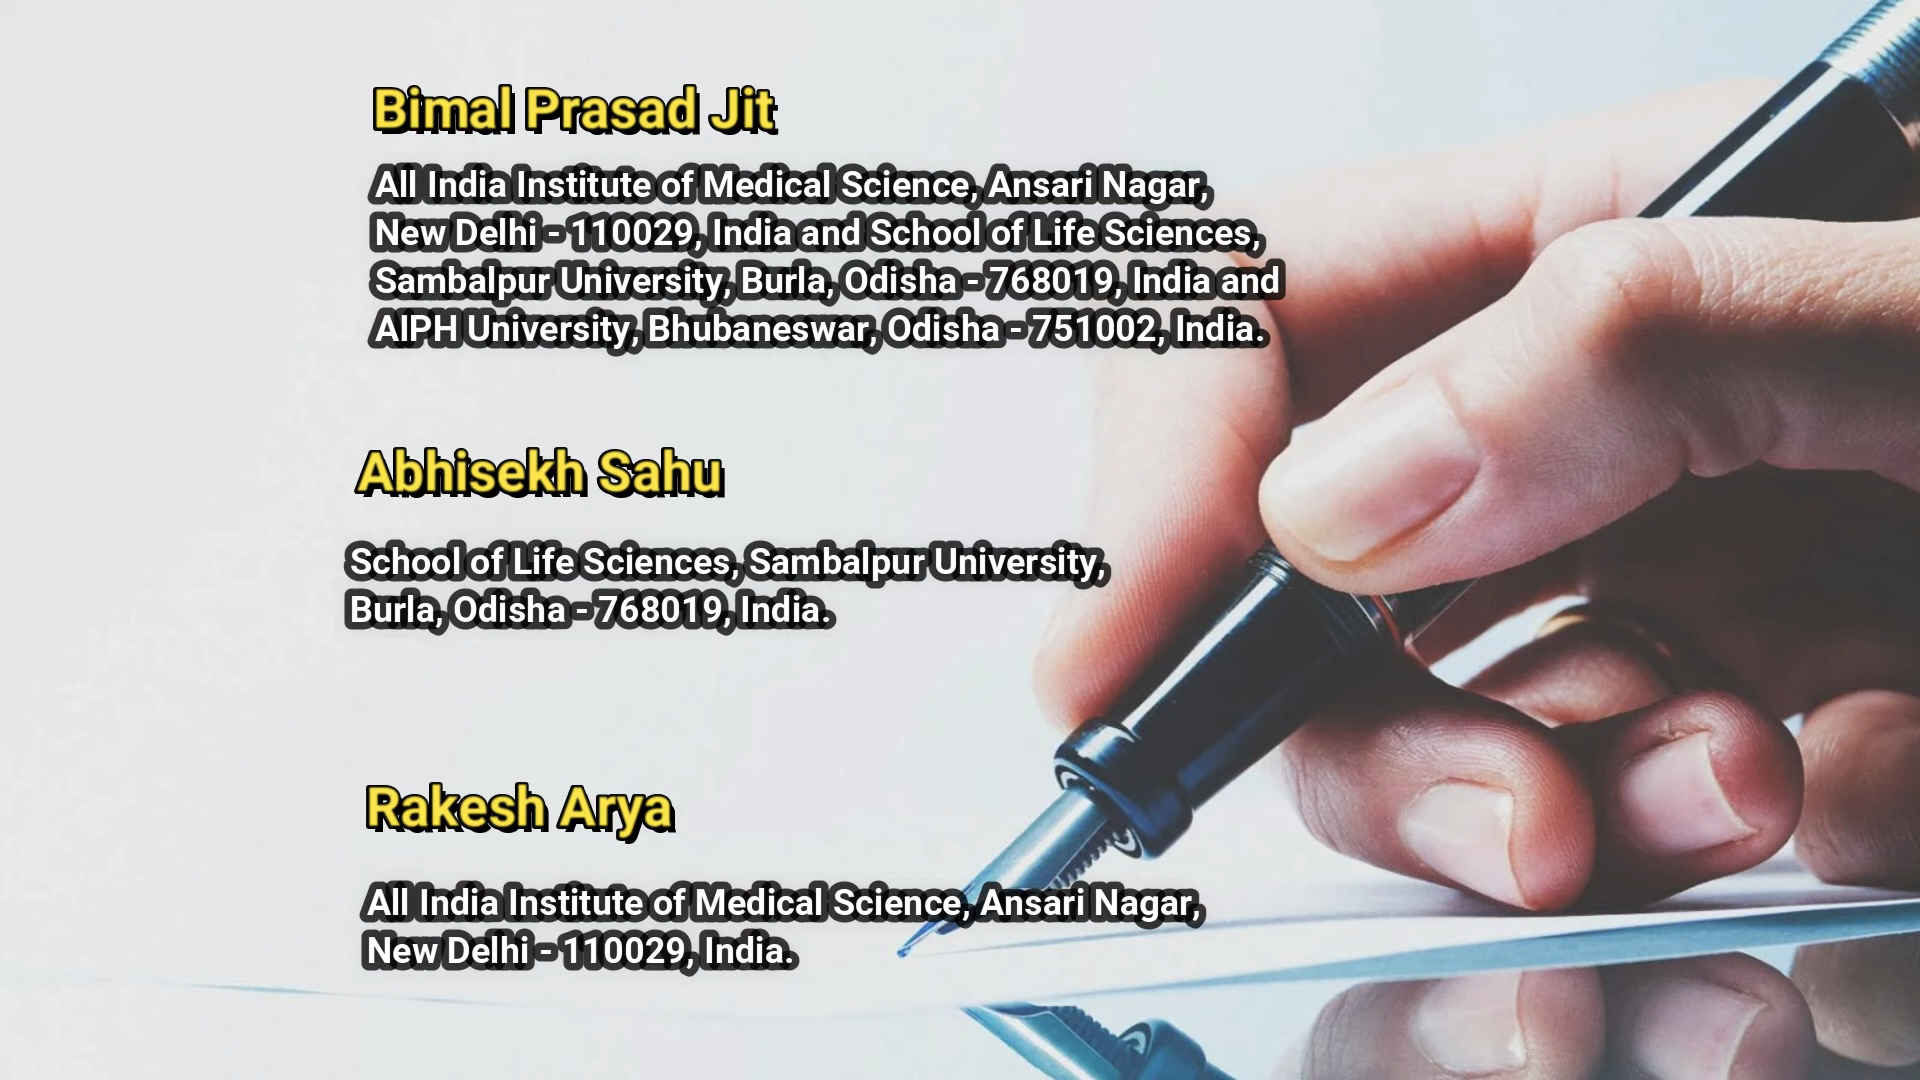 Bimal Prasad Jit
All India Institute of Medical Science, Ansari Nagar,
New Delhi - 110029, India and School of Life Sciences,
Sambalpur University, Burla, Odisha - 768019, India and
AIPH University, Bhubaneswar, Odisha - 751002, India.
Abhisekh Sahu
School of Life Sciences, Sambalpur University,
Burla, Odisha - 768019, India.
Rakesh Arya
All India Institute of Medical Science, Ansari Nagar,
New Delhi - 110029, India.